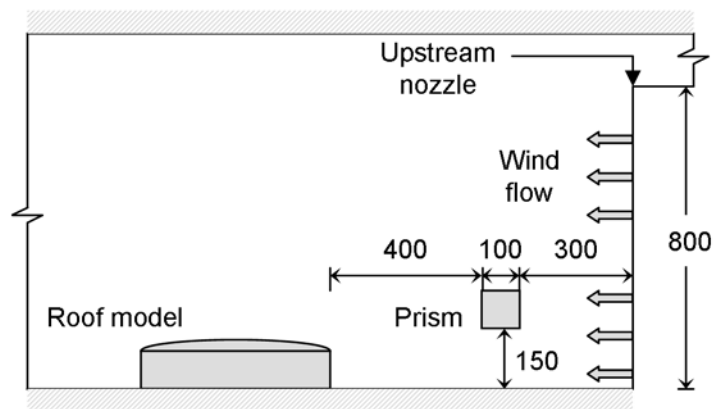 Upstream
nozzle
Wind
flow
800
400 100 300
Roof model
Prism
150